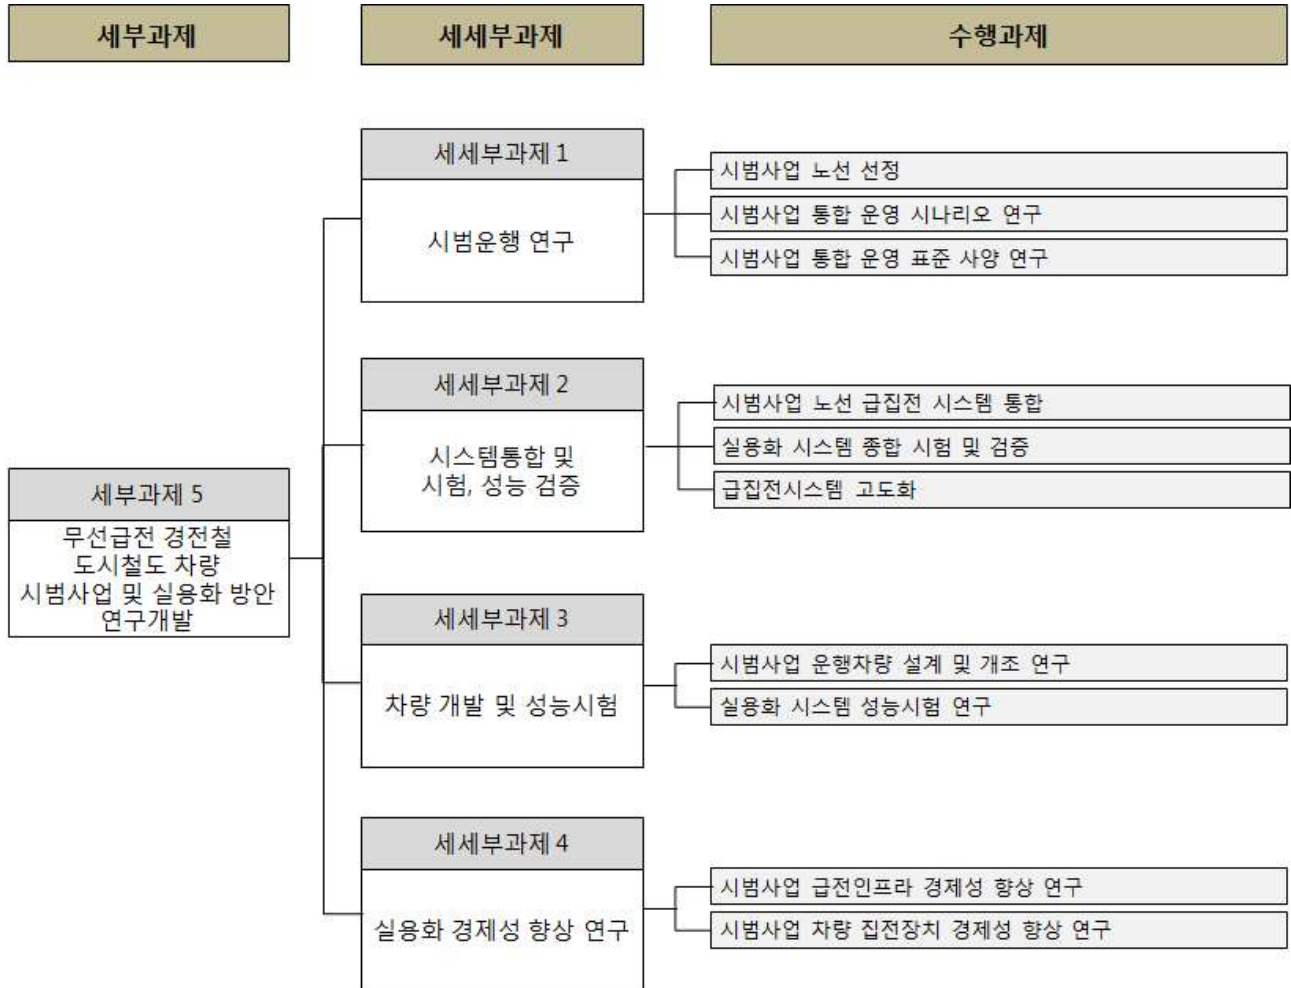 세부과제
세세부과제
수행과제
세세부과제 1
시범운행 연구
시범사업 노선 선정
시범사업 통합 운영 시나리오 연구
시범사업 통합 운영 표준 사양 연구
세세부과제 2
시스템통합 및
시험, 성능 검증
시범사업 노선 급집전 시스템 통합
실용화 시스템 종합 시험 및 검증
급집전시스템 고도화
세부과제 5
무선급전 경전철
도시철도 차량
시범사업 및 실용화 방안
연구개발
세세부과제 3
차량 개발 및 성능시험
시범사업 운행차량 설계 및 개조 연구
실용화 시스템 성능시험 연구
세세부과제 4
실용화 경제성 향상 연구
시범사업 급전인프라 경제성 향상 연구
시범사업 차량 집전장치 경제성 향상 연구